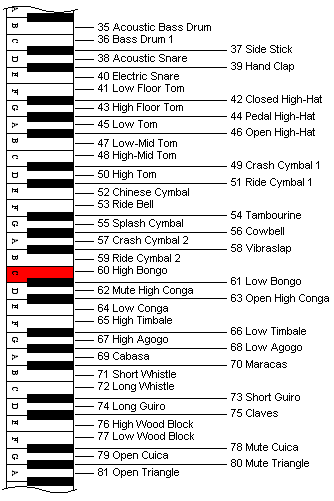 B 35 Acoustic Bass Drum
C 36 Bass Drum 1
37 Side Stick
D 38 Acoustic Snare
39 Hand Clap
E 40 Electric Snare
F 41 Low Floor Tom
42 Closed High-Hat
G 43 High Floor Tom
44 Pedal High-Hat
A 45 Low Tom
46 Open High-Hat
B 47 Low-Mid Tom
C 48 High-Mid Tom
49 Crash Cymbal 1
D 50 High Tom
51 Ride Cymbal 1
E 52 Chinese Cymbal
F 53 Ride Bell
54 Tambourine
G 55 Splash Cymbal
56 Cowbell
A 57 Crash Cymbal 2
58 Vibraslap
B 59 Ride Cymbal 2
C 60 High Bongo
61 Low Bongo
D 62 Mute High Conga
63 Open High Conga
E 64 Low Conga
F 65 High Timbale
66 Low Timbale
G 67 High Agogo
68 Low Agogo
A 69 Cabasa
70 Maracas
B 71 Short Whistle
C 72 Long Whistle
73 Short Guiro
D 74 Long Guiro
75 Claves
E 76 High Wood Block
F 77 Low Wood Block
78 Mute Cuica
G 79 Open Cuica
80 Mute Triangle
A 81 Open Triangle